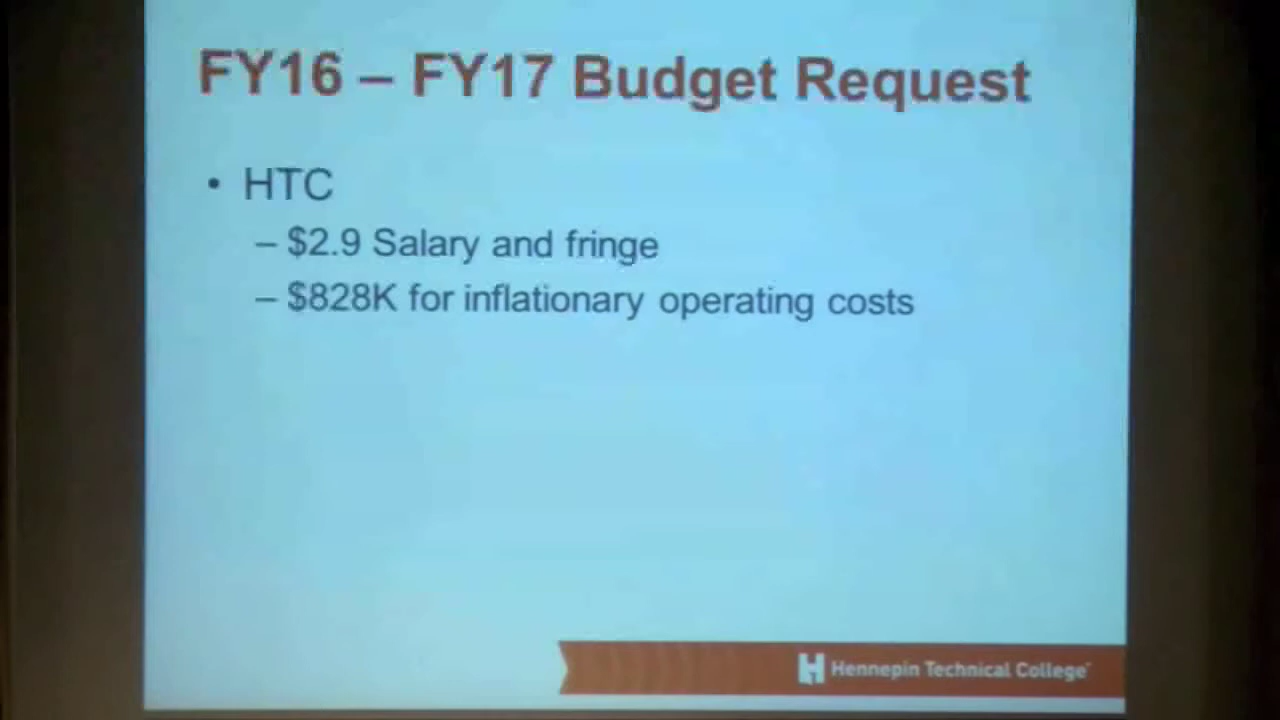 FY16 – FY17 Budget Request
• HTC
– $2.9 Salary and fringe
– $828K for inflationary operating costs
H Hennepin Technical College